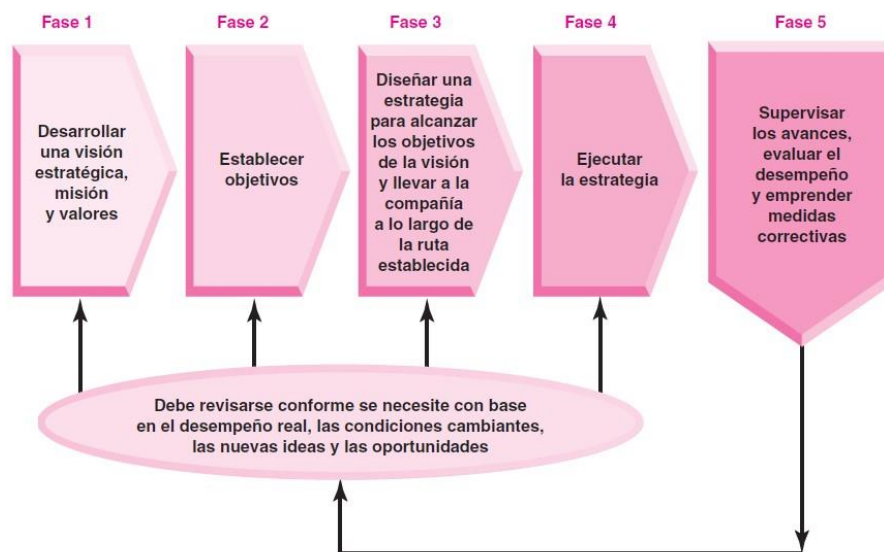 Fase 1
Fase 2
Fase 3
Fase 4
Fase 5
Desarrollar
una visión
estratégica,
misión
y valores
Establecer
objetivos
Diseñar una
estrategia
para alcanzar
los objetivos
de la visión
y llevar a la
compañía
a lo largo de
la ruta
establecida
Ejecutar
la estrategia
Supervisar
los avances,
evaluar el
desempeño
y emprender
medidas
correctivas
Debe revisarse conforme se necesite con base
en el desempeño real, las condiciones cambiantes,
las nuevas ideas y las oportunidades